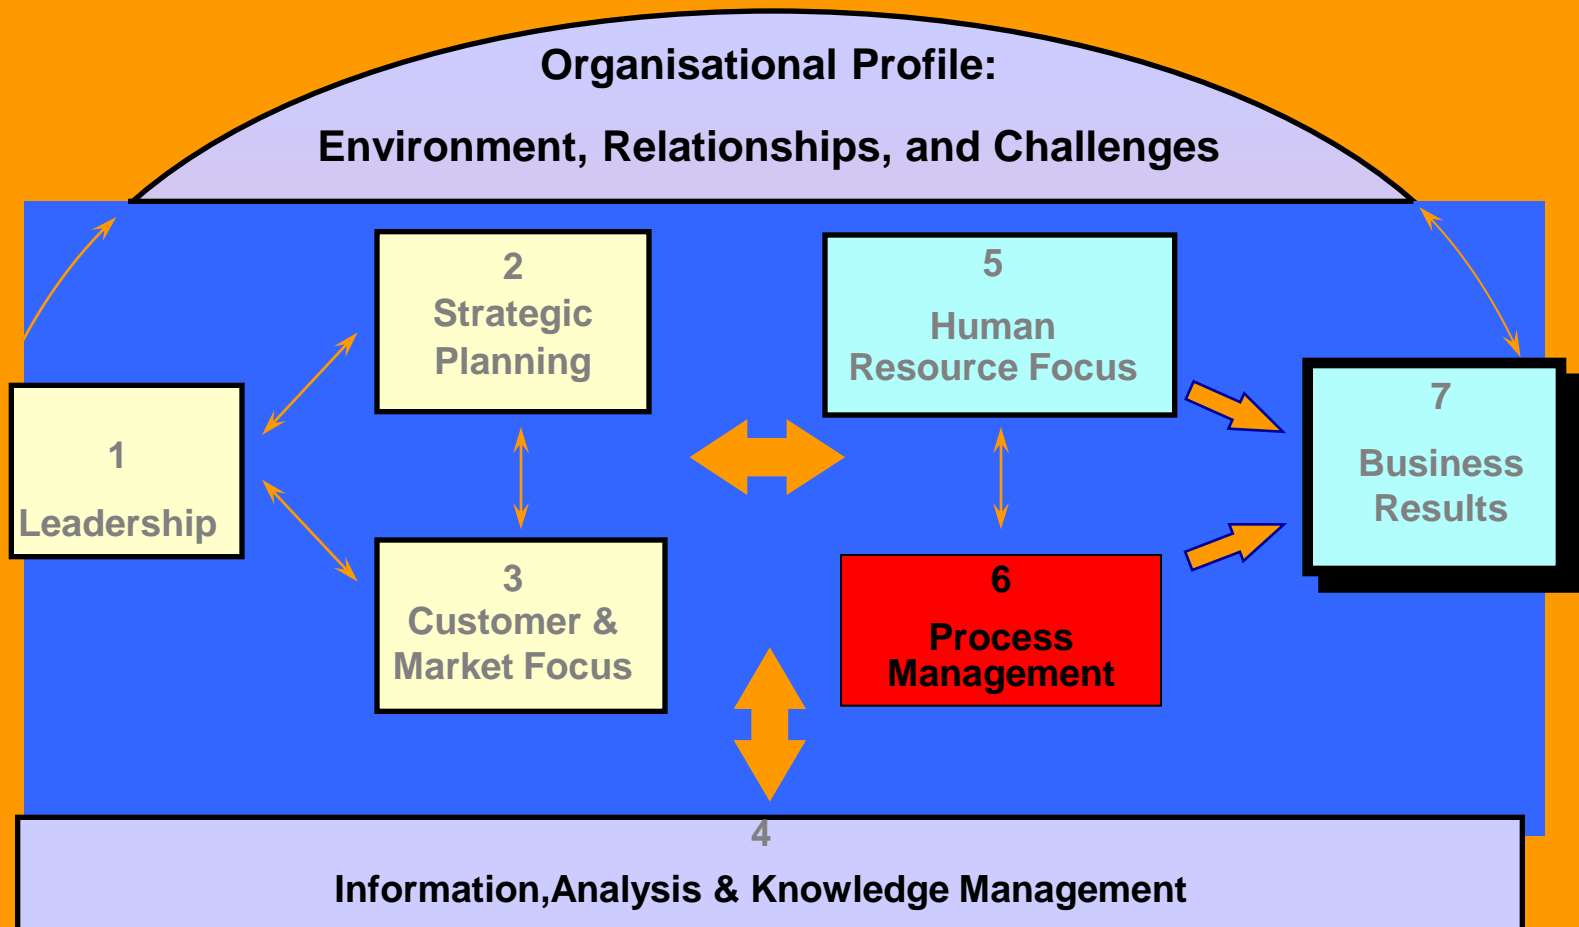 Organisational Profile:
Environment, Relationships, and Challenges
2
Strategic
Planning
5
Human
Resource Focus
1
Leadership
7
Business
Results
3
Customer &
Market Focus
6
Process
Management
4
Information,Analysis & Knowledge Management